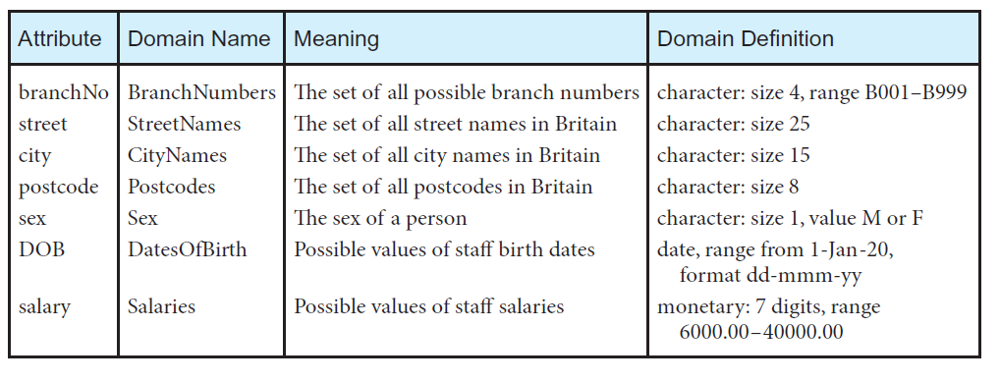 Attribute Domain Name Meaning Domain Definition
branchNo BranchNumbers The set of all possible branch numbers character: size 4, range B001–B999
street StreetNames The set of all street names in Britain character: size 25
city CityNames The set of all city names in Britain character: size 15
postcode Postcodes The set of all postcodes in Britain character: size 8
sex Sex The sex of a person character: size 1, value M or F
DOB DatesOfBirth Possible values of staff birth dates date, range from 1-Jan-20,
format dd-mmm-yy
salary Salaries Possible values of staff salaries monetary: 7 digits, range
6000.00–40000.00